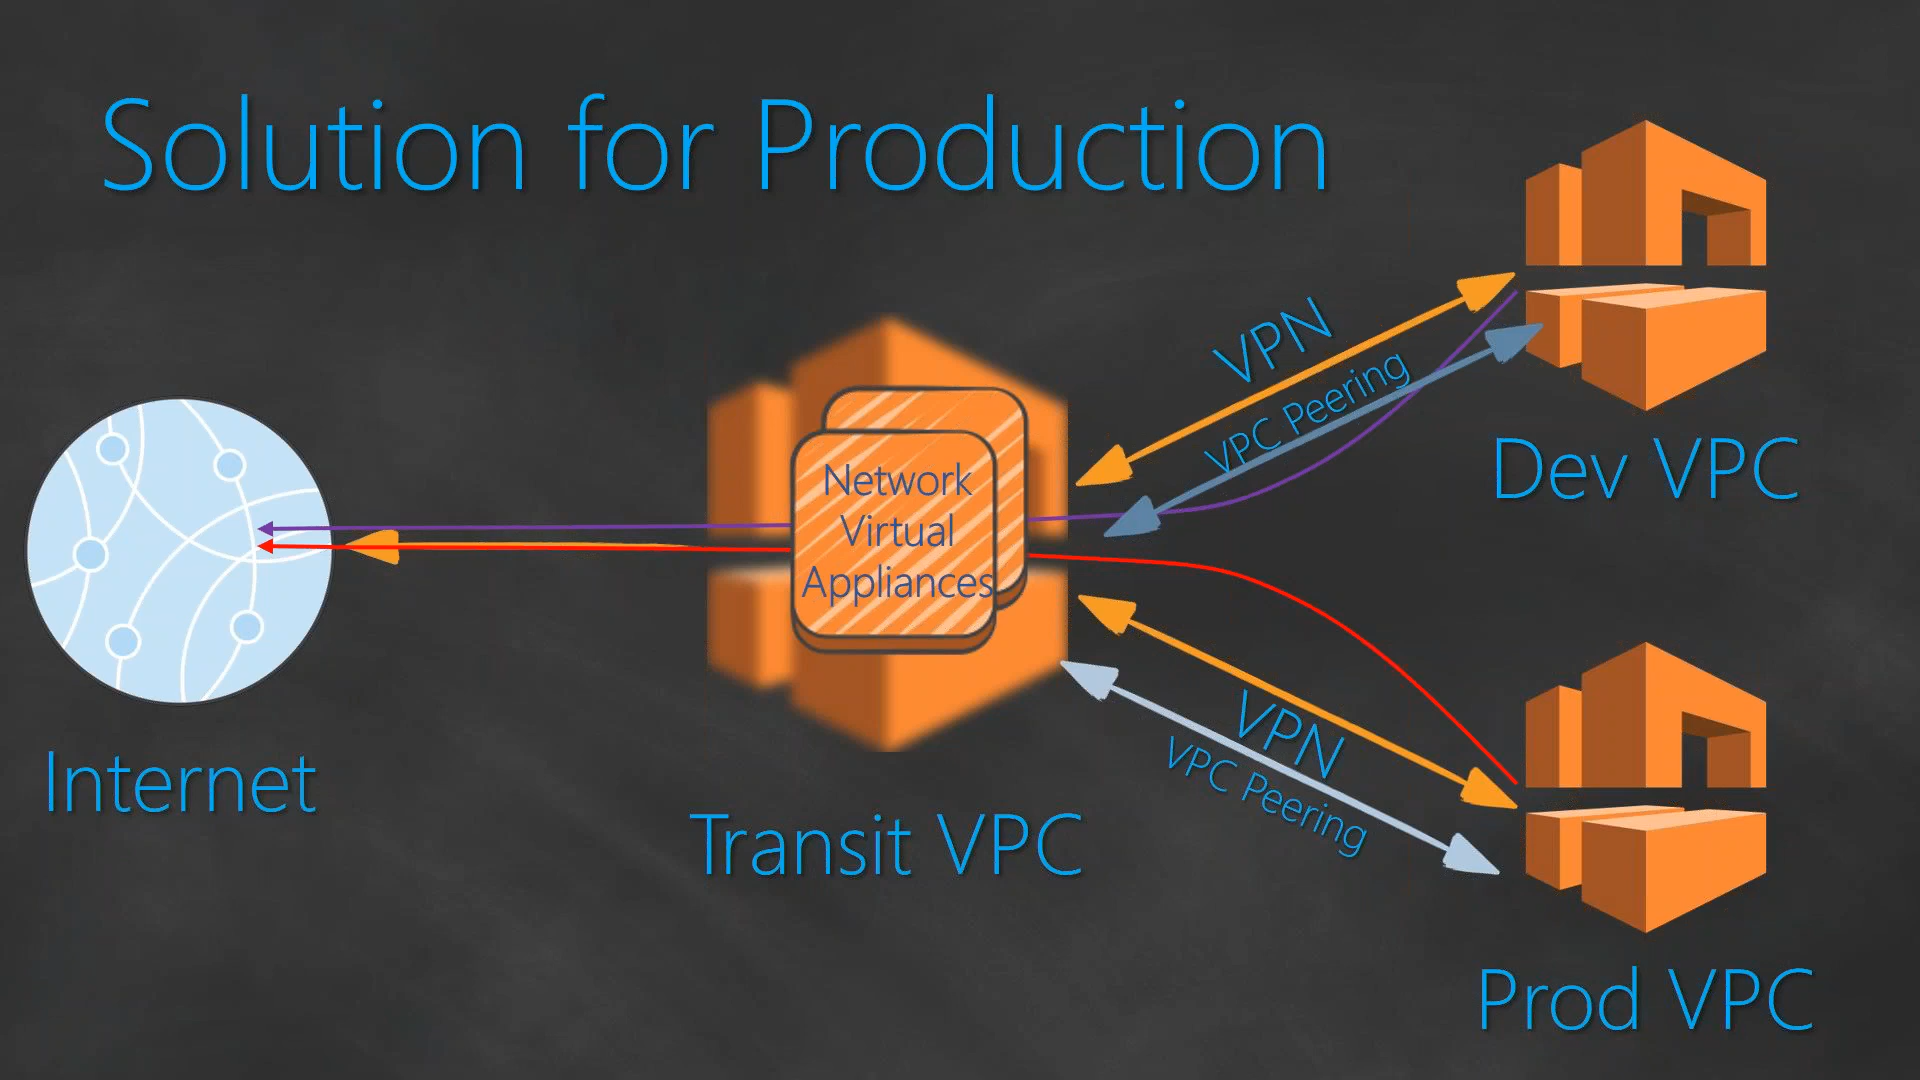 Solution for Production
VPN
VPC Peering
Dev VPC
Network
Virtual
Appliances
Internet
Transit VPC
VPN
VPC Peering
Prod VPC